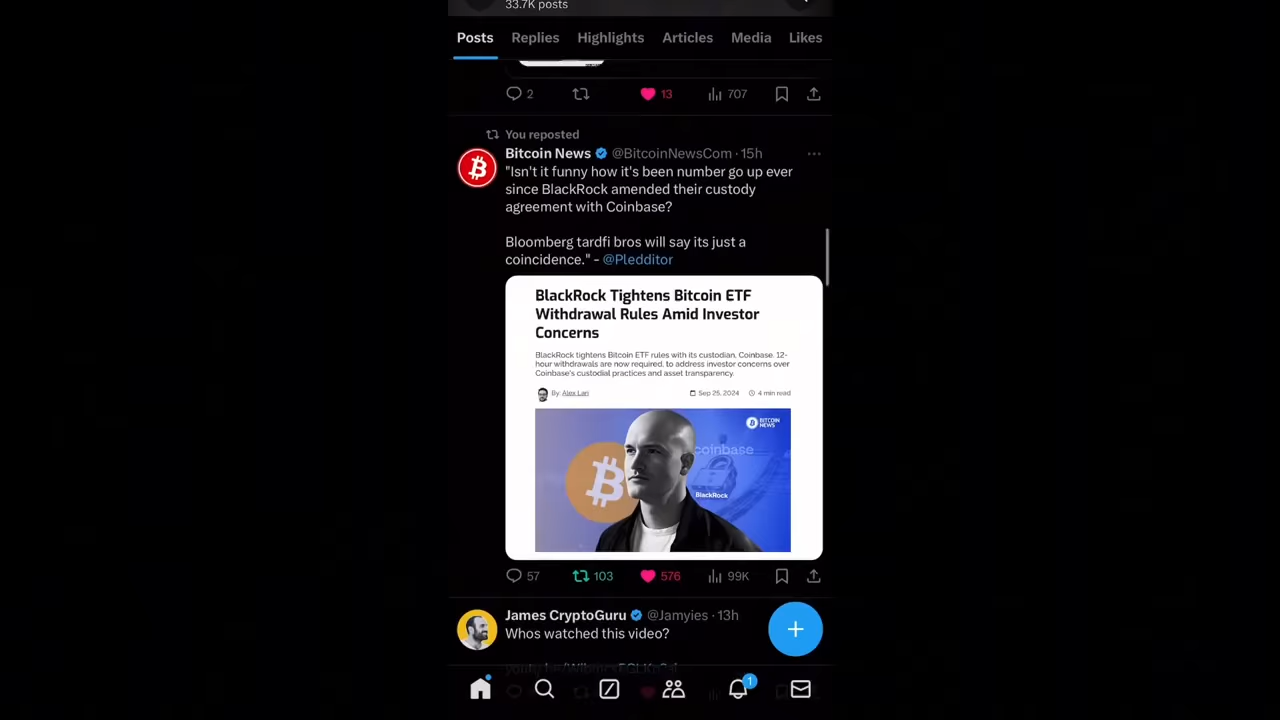 33.7K posts
Posts Replies Highlights Articles Media Likes
2 13 707
You reposted
Bitcoin News @BitcoinNewsCom · 15h
"Isn't it funny how it's been number go up ever
since BlackRock amended their custody
agreement with Coinbase?
Bloomberg tardfi bros will say its just a
coincidence." - @Pledditor
BlackRock Tightens Bitcoin ETF
Withdrawal Rules Amid Investor
Concerns
BlackRock tightens Bitcoin ETF rules with its custodian, Coinbase. 12-
hour withdrawals are now required, to address investor concerns over
Coinbase's custodial practices and asset transparency.
By: Alex Lari Sep 25, 2024 4 min read
BITCOIN
NEWS
coinbase
BlackRock
57 103 576 99K
James CryptoGuru @Jamyies · 13h
Whos watched this video?
1